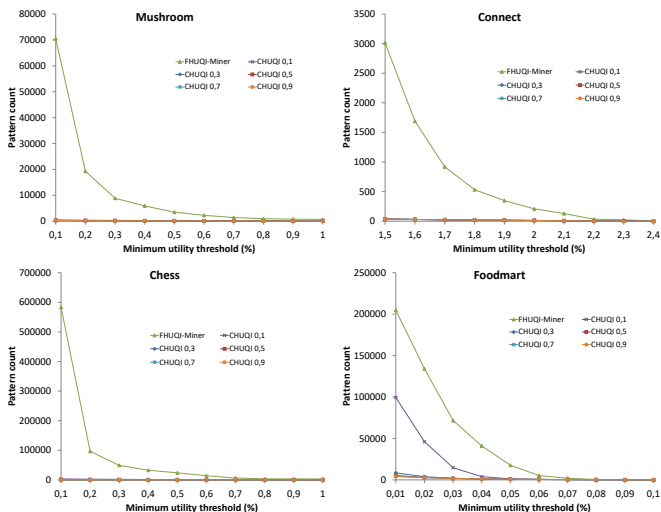 Mushroom
80000
70000
60000
50000
40000
30000
20000
10000
0
Pattern count
FHUQI-Miner CHUQI 0,1
CHUQI 0,3 CHUQI 0,5
CHUQI 0,7 CHUQI 0,9
0,1 0,2 0,3 0,4 0,5 0,6 0,7 0,8 0,9 1
Minimum utility threshold (%)
Connect
3500
3000
2500
2000
1500
1000
500
0
Pattern count
FHUQI-Miner CHUQI 0,1
CHUQI 0,3 CHUQI 0,5
CHUQI 0,7 CHUQI 0,9
1,5 1,6 1,7 1,8 1,9 2 2,1 2,2 2,3 2,4
Minimum utility threshold (%)
Chess
700000
600000
500000
400000
300000
200000
100000
0
Pattern count
FHUQI-Miner CHUQI 0,1
CHUQI 0,3 CHUQI 0,5
CHUQI 0,7 CHUQI 0,9
0,1 0,2 0,3 0,4 0,5 0,6 0,7 0,8 0,9 1
Minimum utility threshold (%)
Foodmart
250000
200000
150000
100000
50000
0
Pattren count
FHUQI-Miner CHUQI 0,1
CHUQI 0,3 CHUQI 0,5
CHUQI 0,7 CHUQI 0,9
0,01 0,02 0,03 0,04 0,05 0,06 0,07 0,08 0,09 0,1
Minimum utility threshold (%)